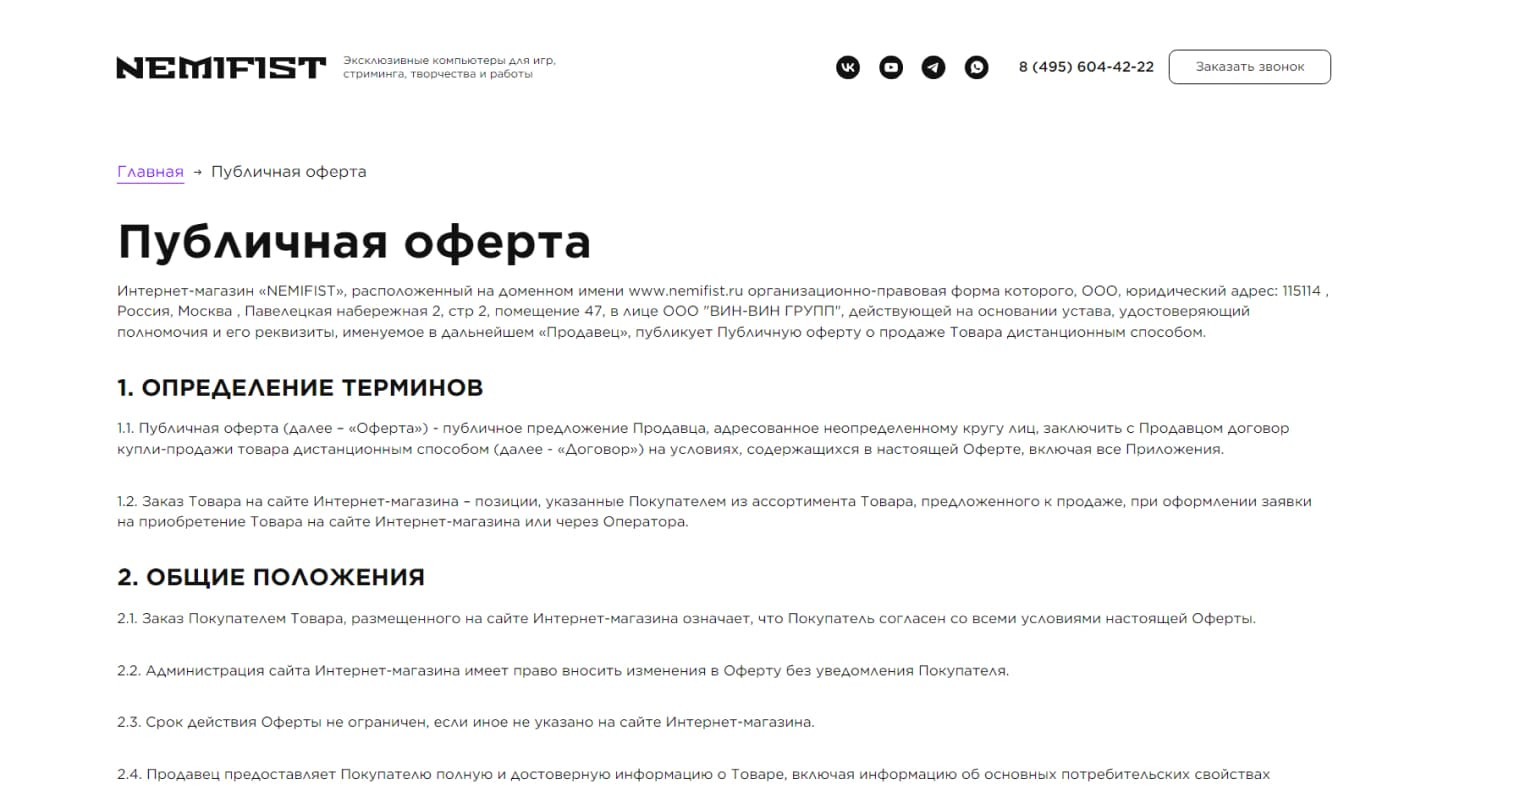 NEMIFIST
Эксклюзивные компьютеры для игр,
стриминга, творчества и работы
8 (495) 604-42-22
Заказать звонок
Главная → Публичная оферта
Публичная оферта
Интернет-магазин «NEMIFIST», расположенный на доменном имени www.nemifist.ru организационно-правовая форма которого, ООО, юридический адрес: 115114 ,
Россия, Москва , Павелецкая набережная 2, стр 2, помещение 47, в лице ООО "ВИН-ВИН ГРУПП", действующей на основании устава, удостоверяющий
полномочия и его реквизиты, именуемое в дальнейшем «Продавец», публикует Публичную оферту о продаже Товара дистанционным способом.
1. ОПРЕДЕЛЕНИЕ ТЕРМИНОВ
1.1. Публичная оферта (далее – «Оферта») - публичное предложение Продавца, адресованное неопределенному кругу лиц, заключить с Продавцом договор
купли-продажи товара дистанционным способом (далее - «Договор») на условиях, содержащихся в настоящей Оферте, включая все Приложения.
1.2. Заказ Товара на сайте Интернет-магазина – позиции, указанные Покупателем из ассортимента Товара, предложенного к продаже, при оформлении заявки
на приобретение Товара на сайте Интернет-магазина или через Оператора.
2. ОБЩИЕ ПОЛОЖЕНИЯ
2.1. Заказ Покупателем Товара, размещенного на сайте Интернет-магазина означает, что Покупатель согласен со всеми условиями настоящей Оферты.
2.2. Администрация сайта Интернет-магазина имеет право вносить изменения в Оферту без уведомления Покупателя.
2.3. Срок действия Оферты не ограничен, если иное не указано на сайте Интернет-магазина.
2.4. Продавец предоставляет Покупателю полную и достоверную информацию о Товаре, включая информацию об основных потребительских свойствах